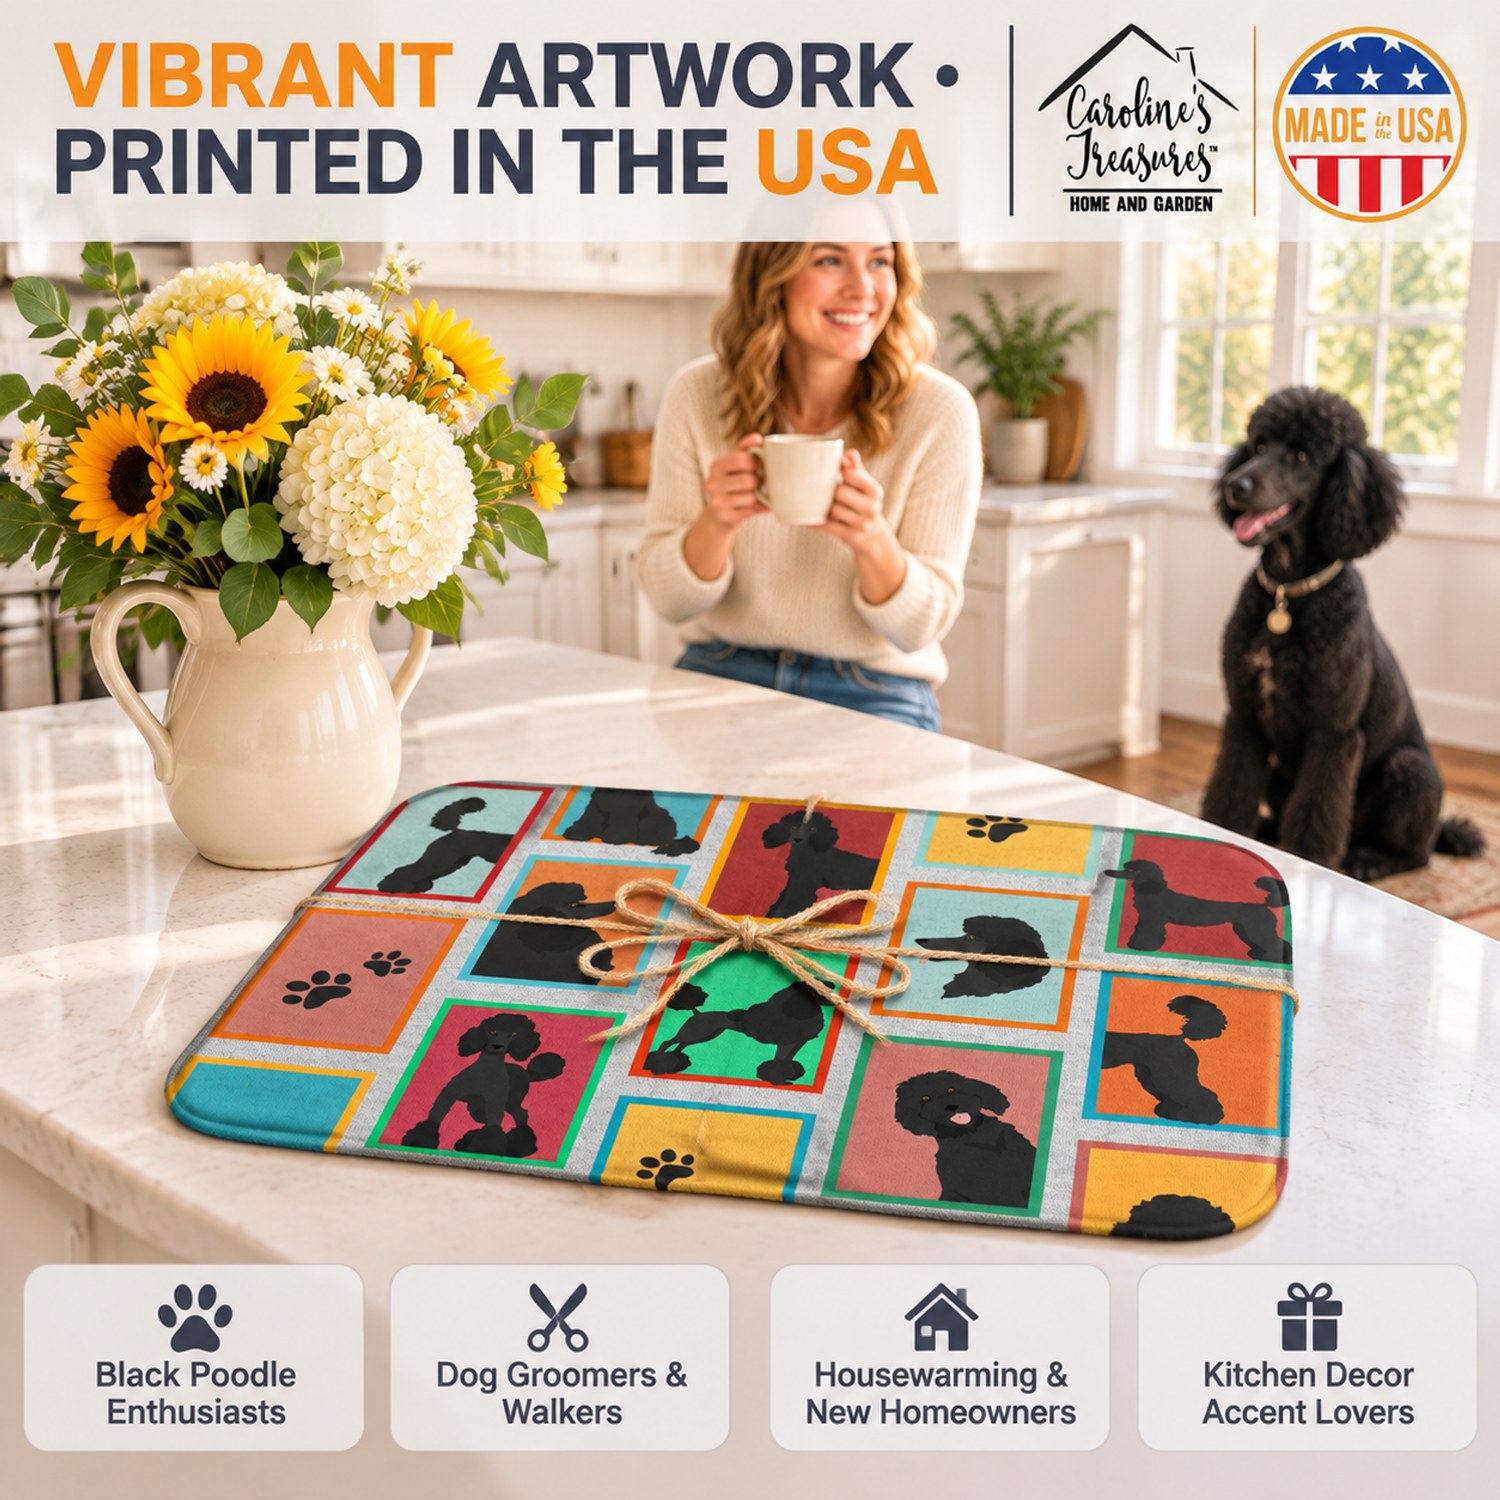 VIBRANT ARTWORK •
PRINTED IN THE USA
Caroline's
Treasures™
HOME AND GARDEN
MADE in the USA
Black Poodle
Enthusiasts
Dog Groomers &
Walkers
Housewarming &
New Homeowners
Kitchen Decor
Accent Lovers